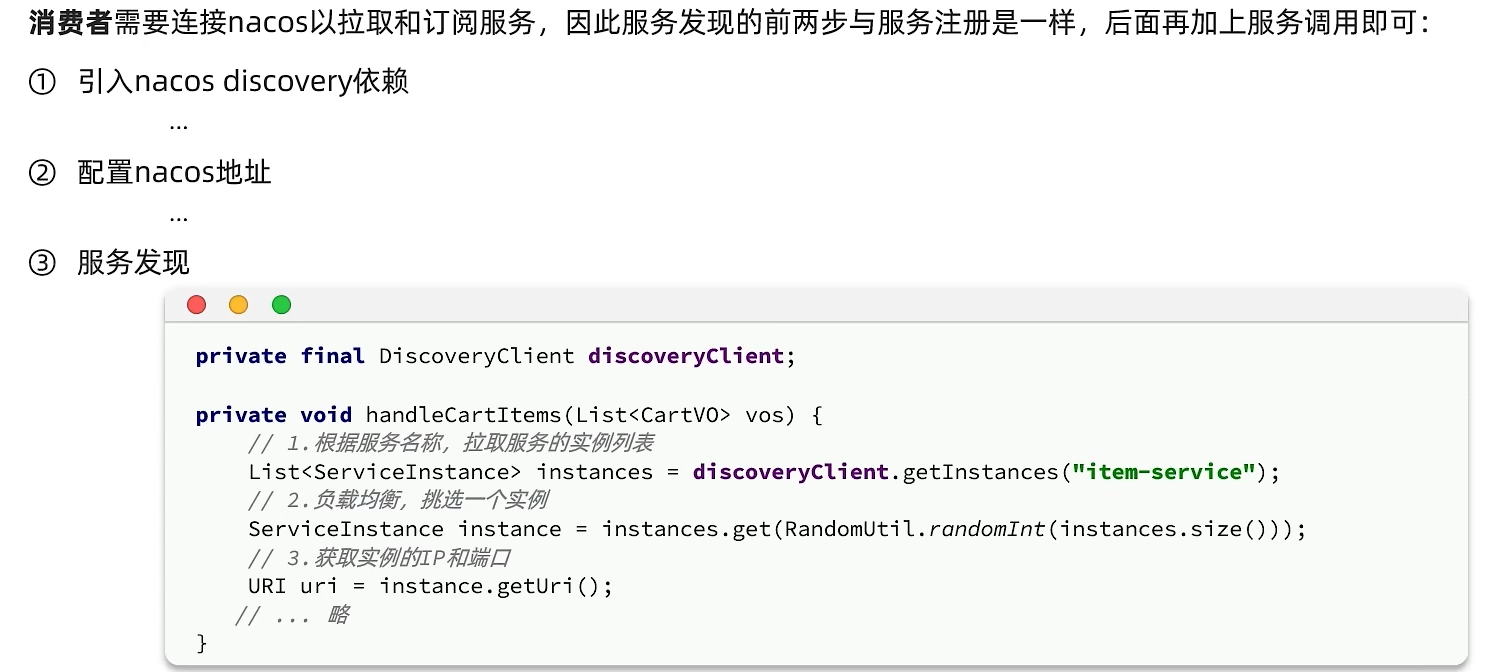 消费者需要连接nacos以拉取和订阅服务，因此服务发现的前两步与服务注册是一样，后面再加上服务调用即可：
① 引入nacos discovery依赖
...
② 配置nacos地址
...
③ 服务发现
private final DiscoveryClient discoveryClient;
private void handleCartItems(List<CartVO> vos) {
// 1.根据服务名称，拉取服务的实例列表
List<ServiceInstance> instances = discoveryClient.getInstances("item-service");
// 2.负载均衡，挑选一个实例
ServiceInstance instance = instances.get(RandomUtil.randomInt(instances.size()));
// 3.获取实例的IP和端口
URI uri = instance.getUri();
// ... 略
}